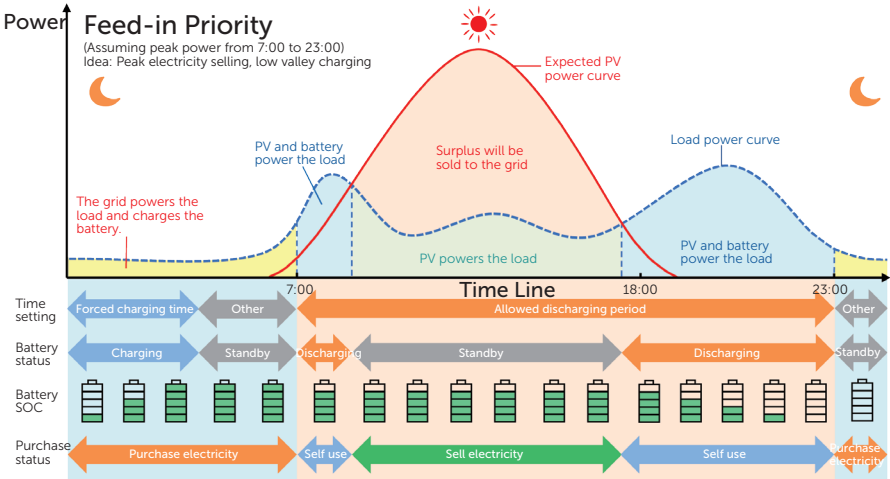 Power
Feed-in Priority
(Assuming peak power from 7:00 to 23:00)
Idea: Peak electricity selling, low valley charging
Expected PV
power curve
PV and battery
power the load
Surplus will be
sold to the grid
Load power curve
The grid powers the
load and charges the
battery.
PV powers the load
PV and battery
power the load
7:00
Time Line
18:00
23:00
Time
setting
Forced charging time
Other
Allowed discharging period
Other
Battery
status
Charging
Standby
Discharging
Standby
Discharging
Standby
Battery
SOC
Purchase
status
Purchase electricity
Self use
Sell electricity
Self use
Purchase
electricity